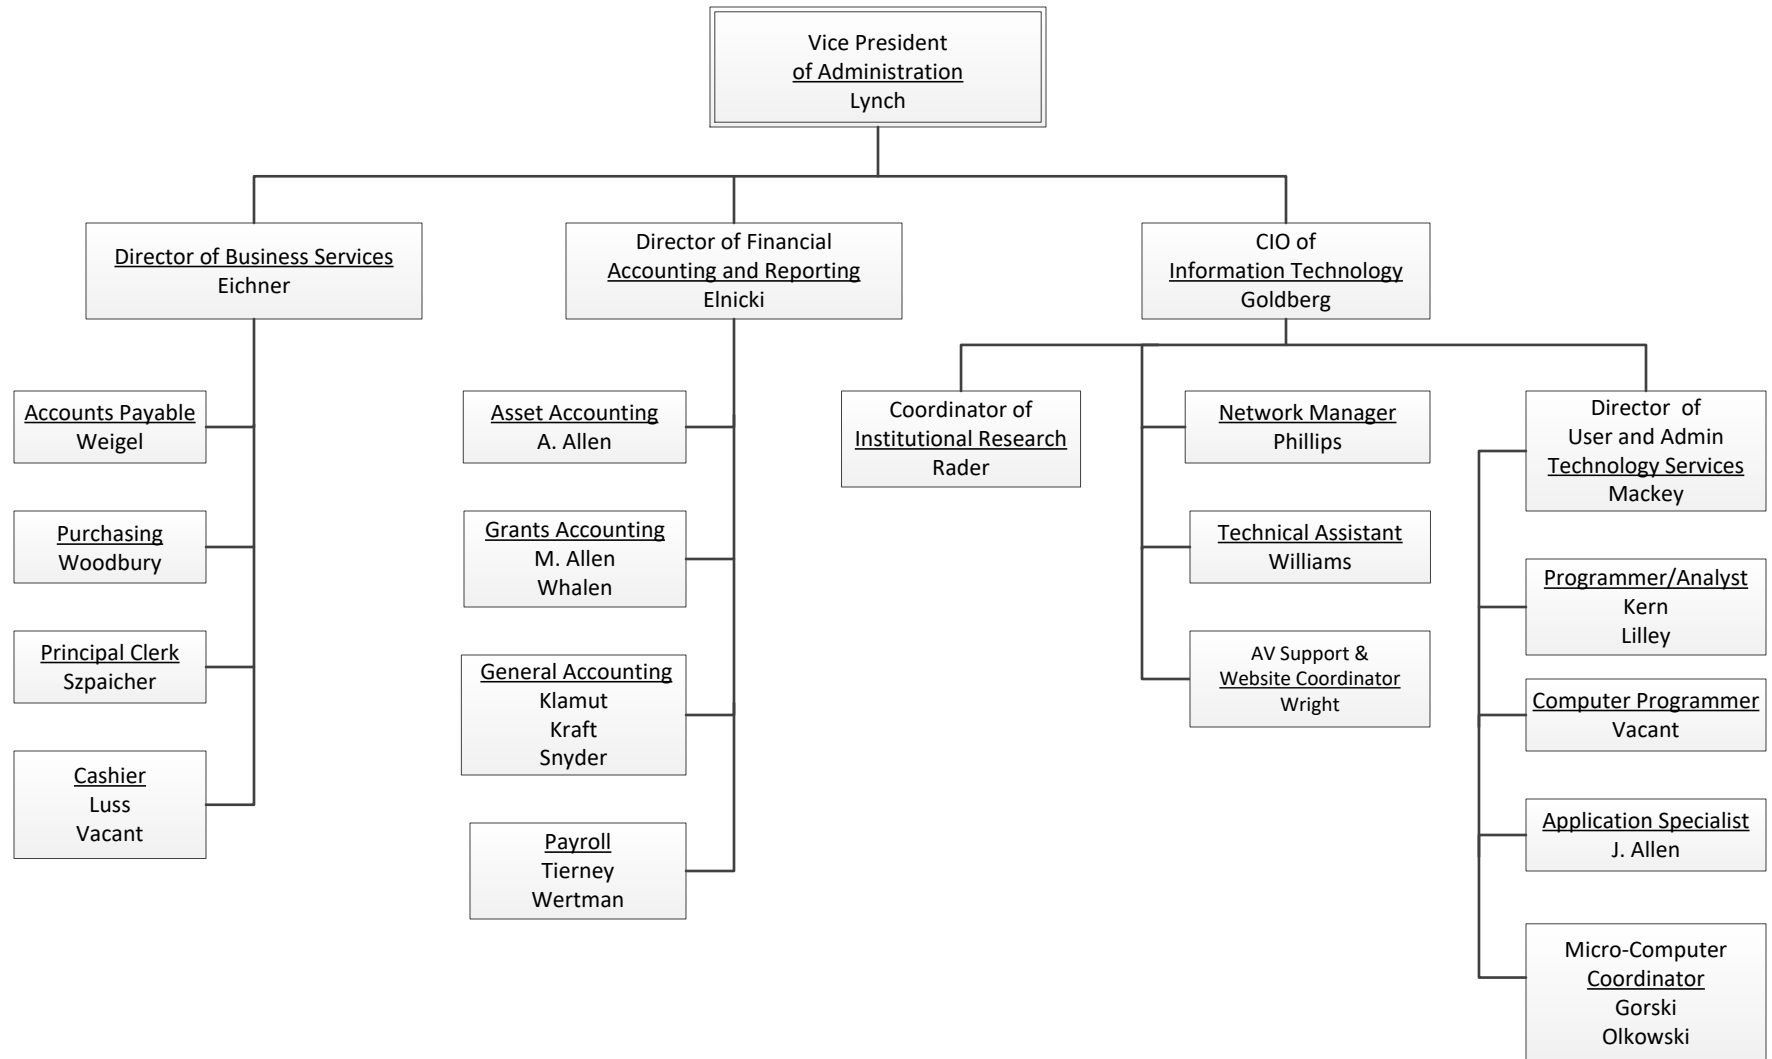 Vice President
of Administration
Lynch
Director of Business Services
Eichner
Director of Financial
Accounting and Reporting
Elnicki
CIO of
Information Technology
Goldberg
Accounts Payable
Weigel
Purchasing
Woodbury
Principal Clerk
Szpaicher
Cashier
Luss
Vacant
Asset Accounting
A. Allen
Grants Accounting
M. Allen
Whalen
General Accounting
Klamut
Kraft
Snyder
Payroll
Tierney
Wertman
Coordinator of
Institutional Research
Rader
Network Manager
Phillips
Technical Assistant
Williams
AV Support &
Website Coordinator
Wright
Director of
User and Admin
Technology Services
Mackey
Programmer/Analyst
Kern
Lilley
Computer Programmer
Vacant
Application Specialist
J. Allen
Micro-Computer
Coordinator
Gorski
Olkowski